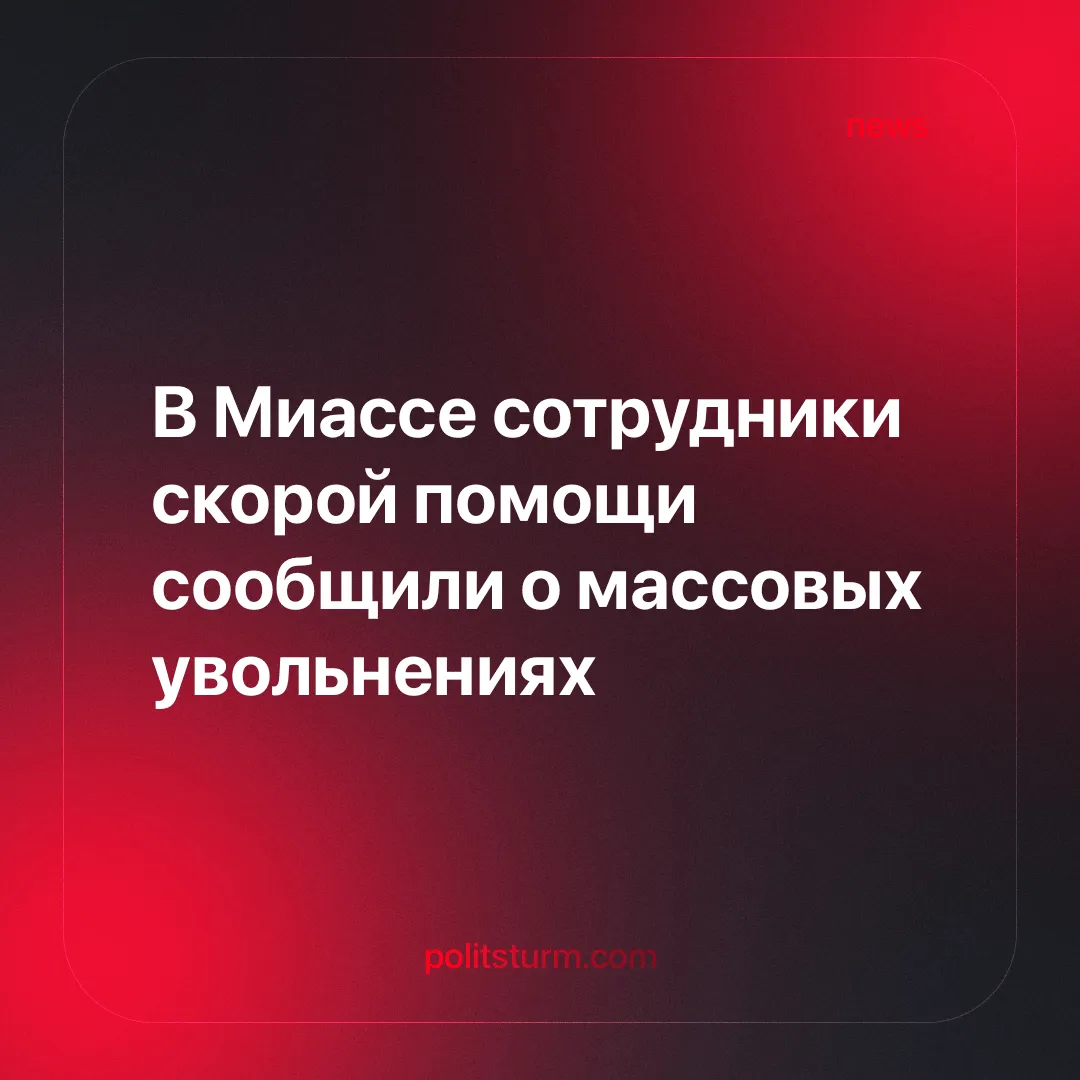 news
В Миассе сотрудники
скорой помощи
сообщили о массовых
увольнениях
politsturm.com